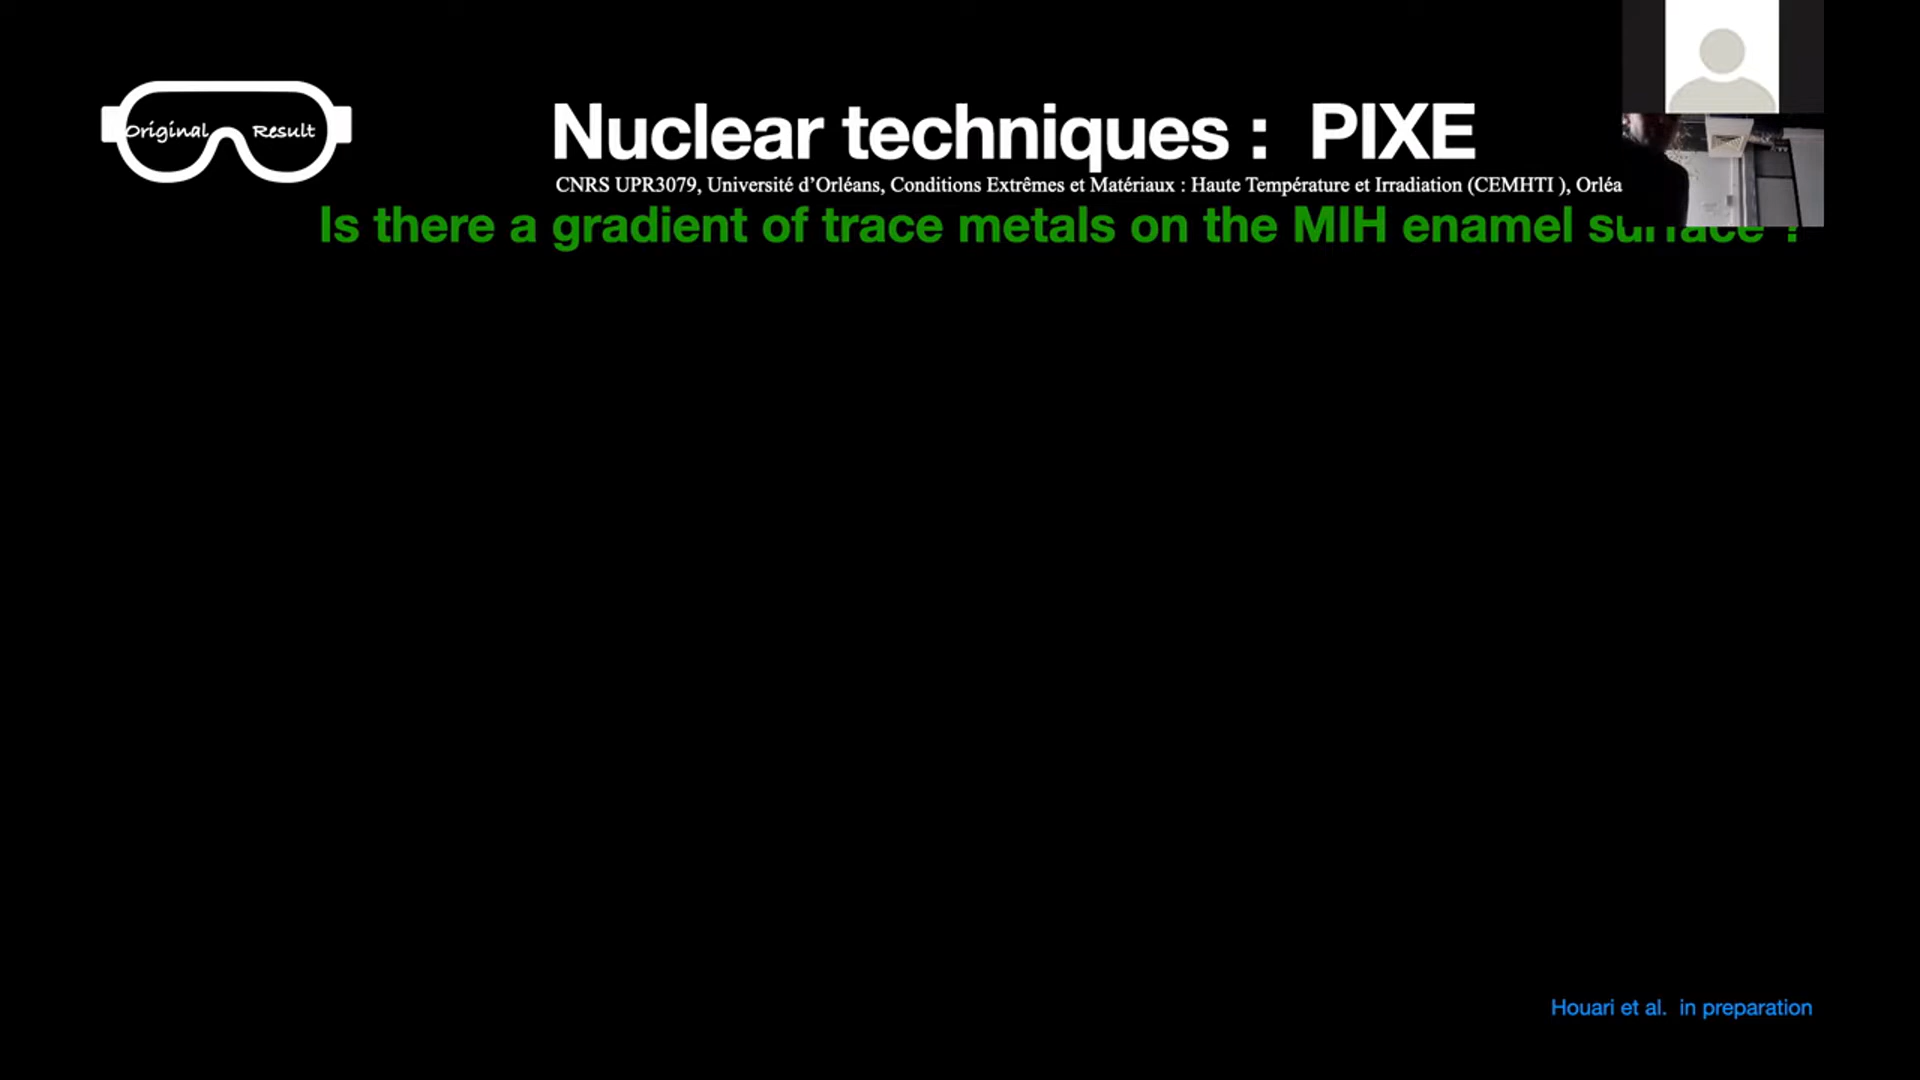 Original Result
Nuclear techniques : PIXE
CNRS UPR3079, Université d’Orléans, Conditions Extrêmes et Matériaux : Haute Température et Irradiation (CEMHTI ), Orléa
Is there a gradient of trace metals on the MIH enamel surface ?
Houari et al. in preparation